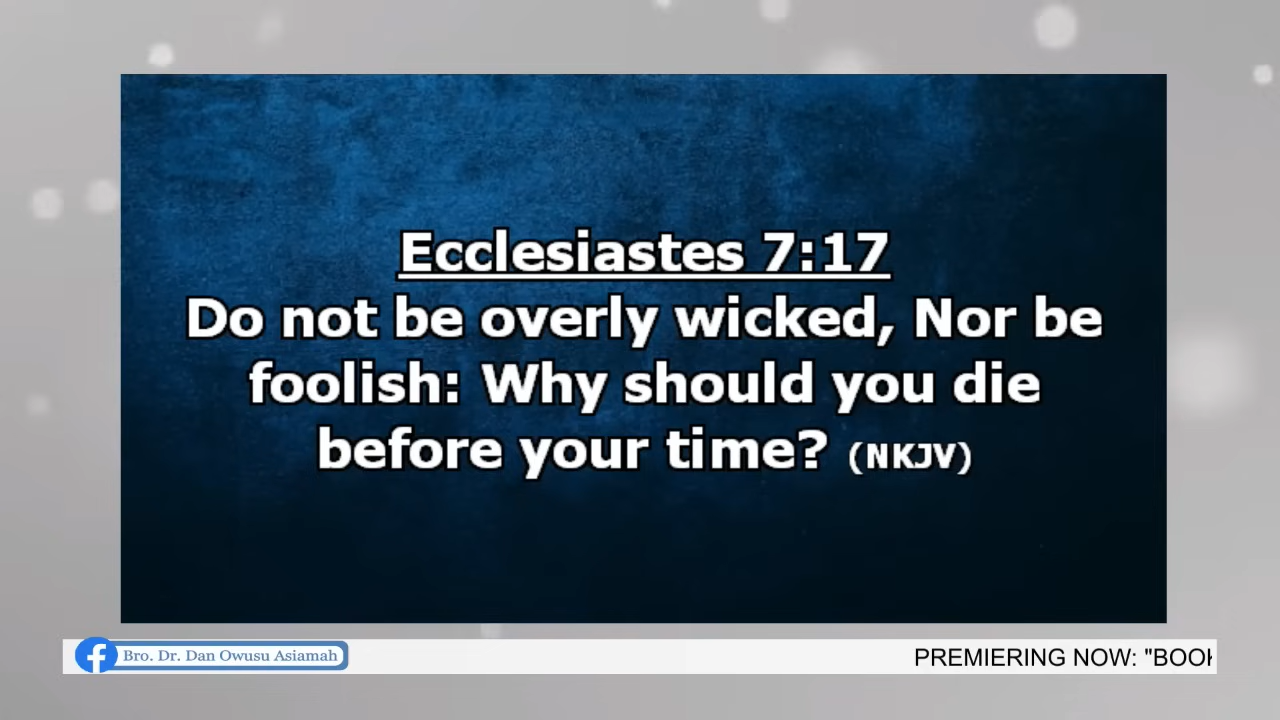 Ecclesiastes 7:17
Do not be overly wicked, Nor be
foolish: Why should you die
before your time? (NKJV)
Bro. Dr. Dan Owusu Asiamah
PREMIERING NOW: "BOOK